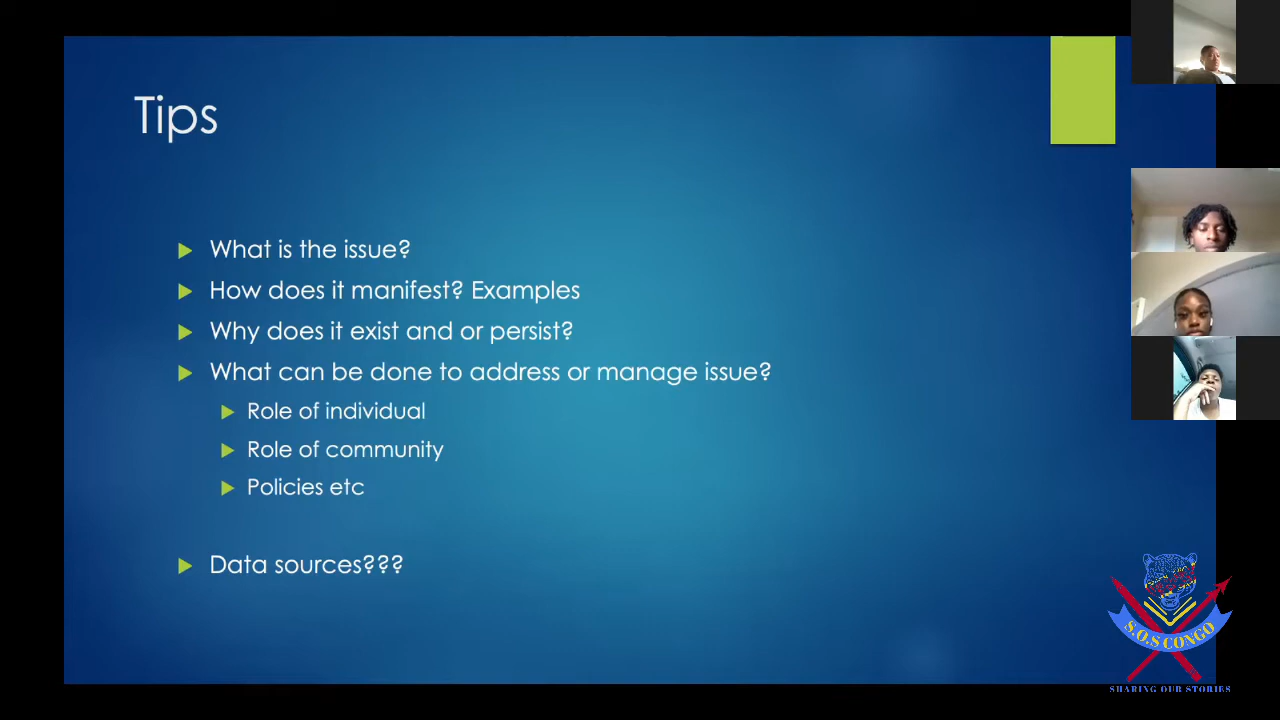 Tips
What is the issue?
How does it manifest? Examples
Why does it exist and or persist?
What can be done to address or manage issue?
Role of individual
Role of community
Policies etc
Data sources???
S.O.S CONGO
SHARING OUR STORIES